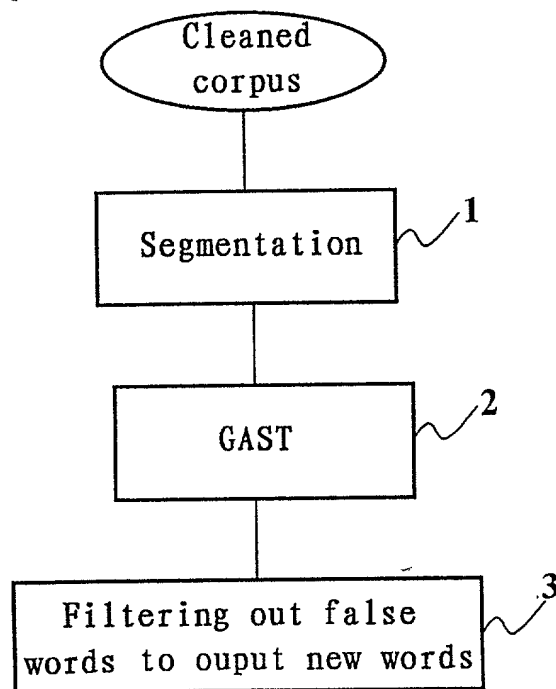 Cleaned
corpus
Segmentation
1
GAST
2
Filtering out false
words to ouput new words
3